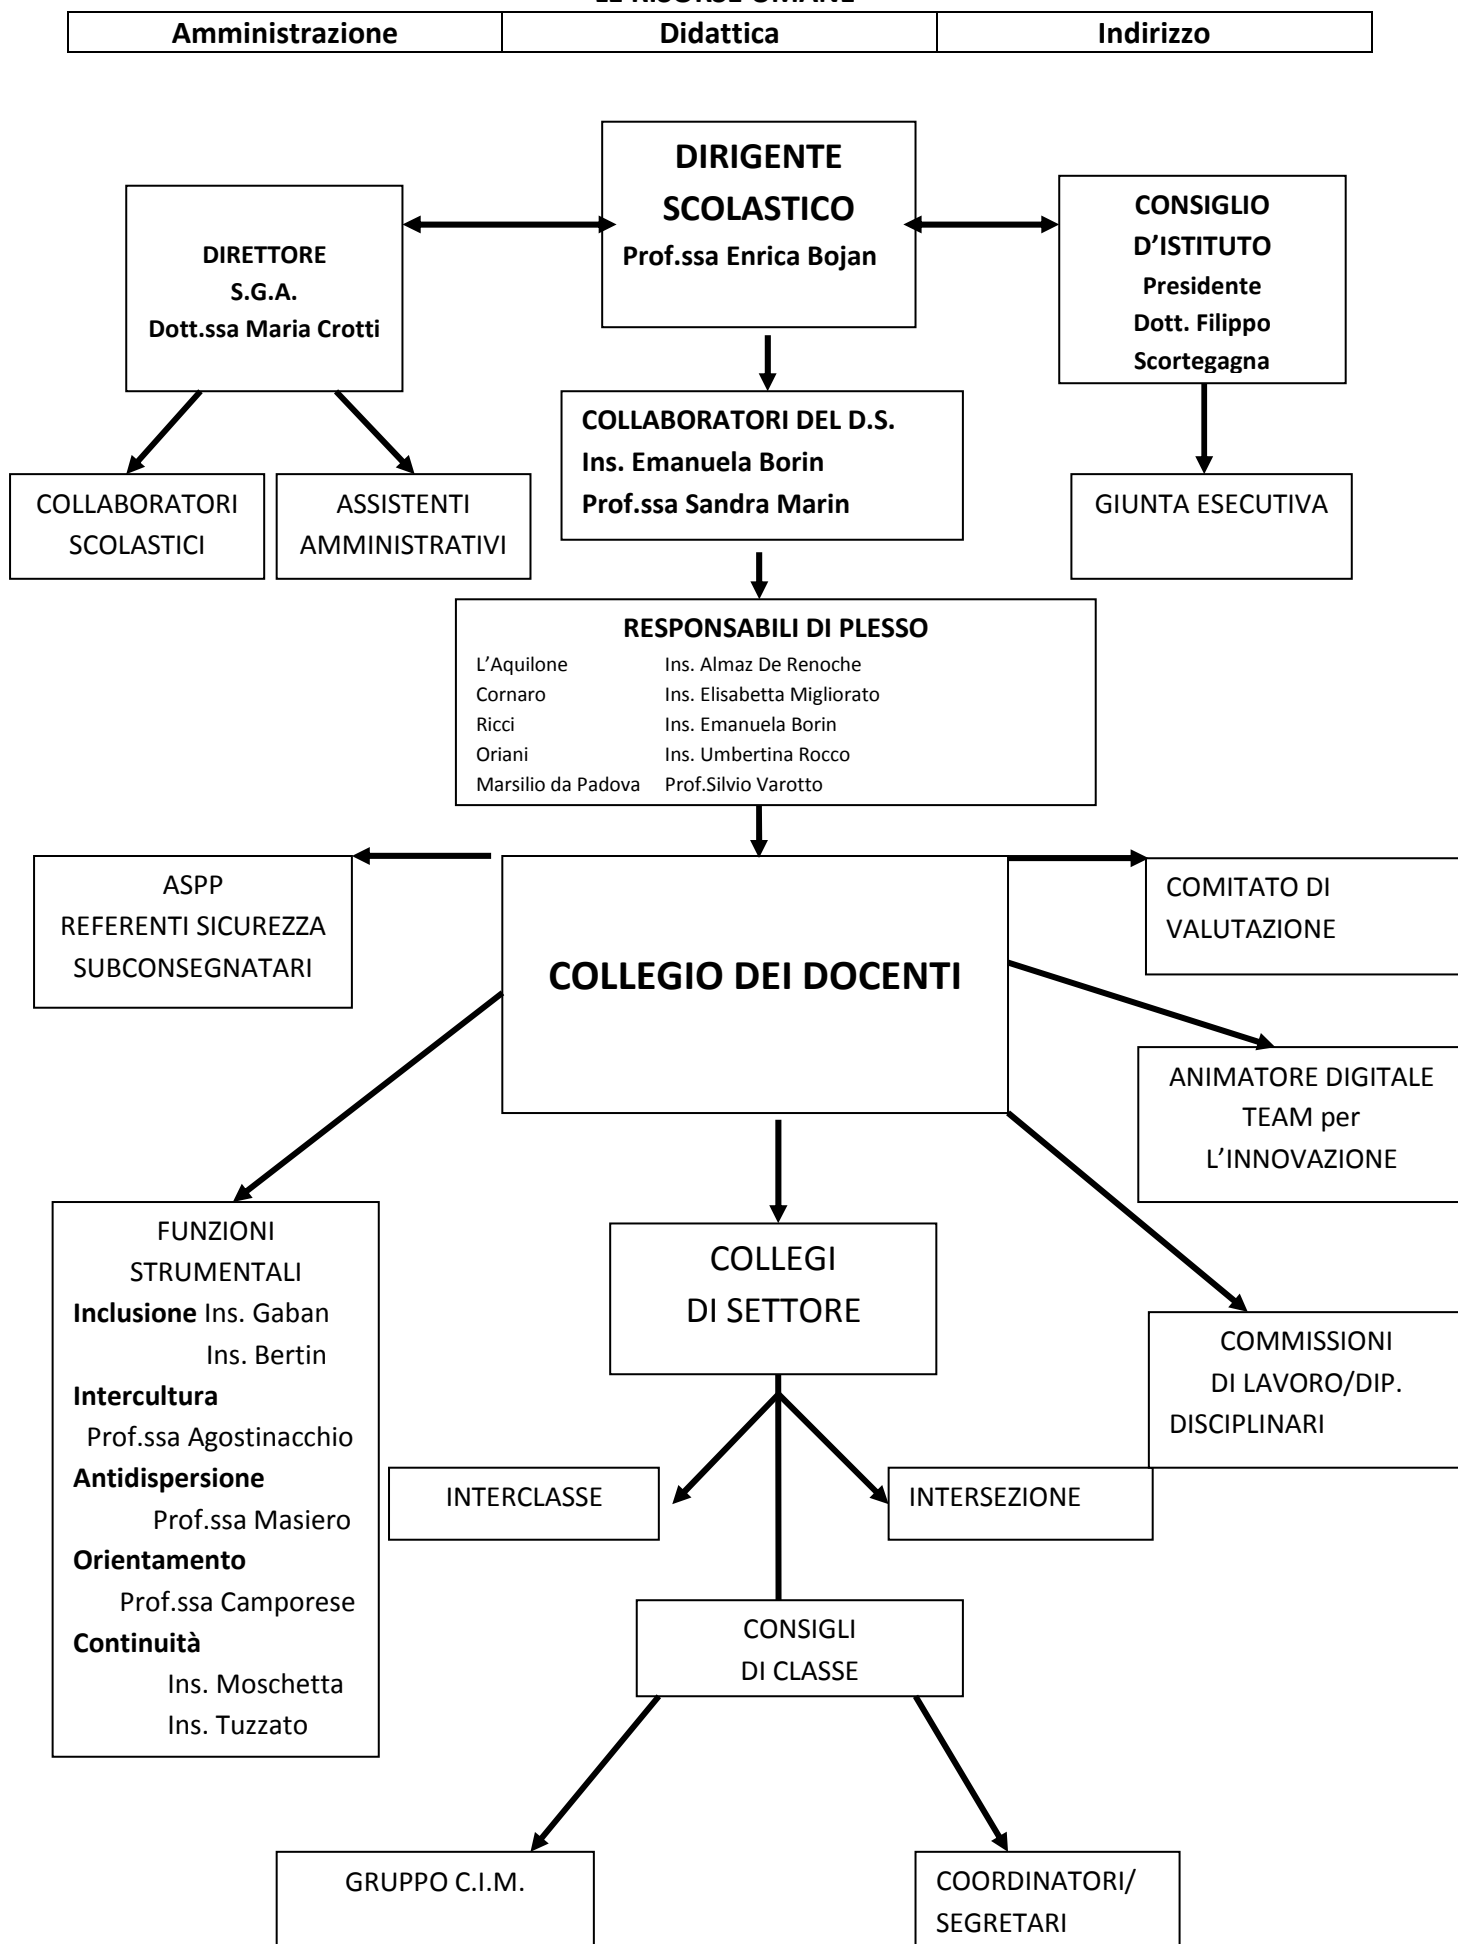 LE RISORSE UMANE
Amministrazione Didattica Indirizzo
DIRIGENTE
SCOLASTICO
Prof.ssa Enrica Bojan
DIRETTORE
S.G.A.
Dott.ssa Maria Crotti
CONSIGLIO
D’ISTITUTO
Presidente
Dott. Filippo
Scortegagna
COLLABORATORI DEL D.S.
Ins. Emanuela Borin
Prof.ssa Sandra Marin
COLLABORATORI
SCOLASTICI
ASSISTENTI
AMMINISTRATIVI
GIUNTA ESECUTIVA
RESPONSABILI DI PLESSO
L’Aquilone Ins. Almaz De Renoche
Cornaro Ins. Elisabetta Migliorato
Ricci Ins. Emanuela Borin
Oriani Ins. Umbertina Rocco
Marsilio da Padova Prof.Silvio Varotto
ASPP
REFERENTI SICUREZZA
SUBCONSEGNATARI
COLLEGIO DEI DOCENTI
COMITATO DI
VALUTAZIONE
ANIMATORE DIGITALE
TEAM per
L’INNOVAZIONE
FUNZIONI
STRUMENTALI
Inclusione Ins. Gaban
Ins. Bertin
Intercultura
Prof.ssa Agostinacchio
Antidispersione
Prof.ssa Masiero
Orientamento
Prof.ssa Camporese
Continuità
Ins. Moschetta
Ins. Tuzzato
COLLEGI
DI SETTORE
COMMISSIONI
DI LAVORO/DIP.
DISCIPLINARI
INTERCLASSE
INTERSEZIONE
CONSIGLI
DI CLASSE
GRUPPO C.I.M.
COORDINATORI/
SEGRETARI